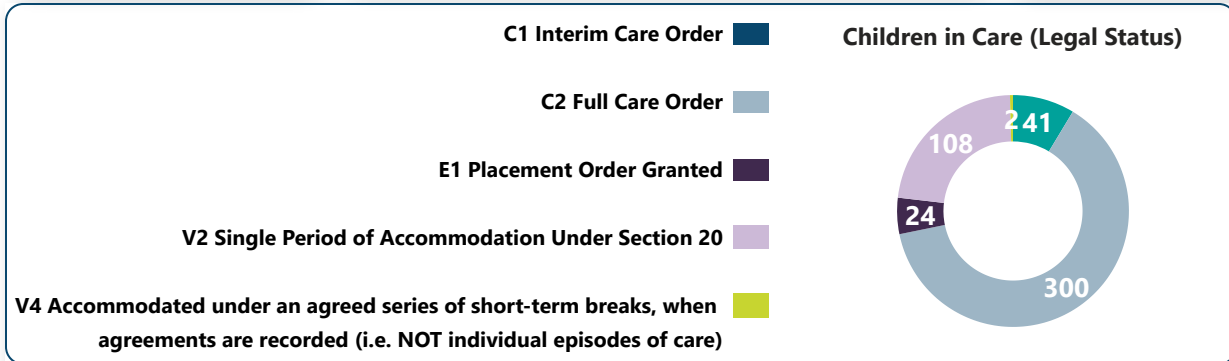 C1 Interim Care Order
C2 Full Care Order
E1 Placement Order Granted
V2 Single Period of Accommodation Under Section 20
V4 Accommodated under an agreed series of short-term breaks, when
agreements are recorded (i.e. NOT individual episodes of care)
Children in Care (Legal Status)
2 41
108
24
300